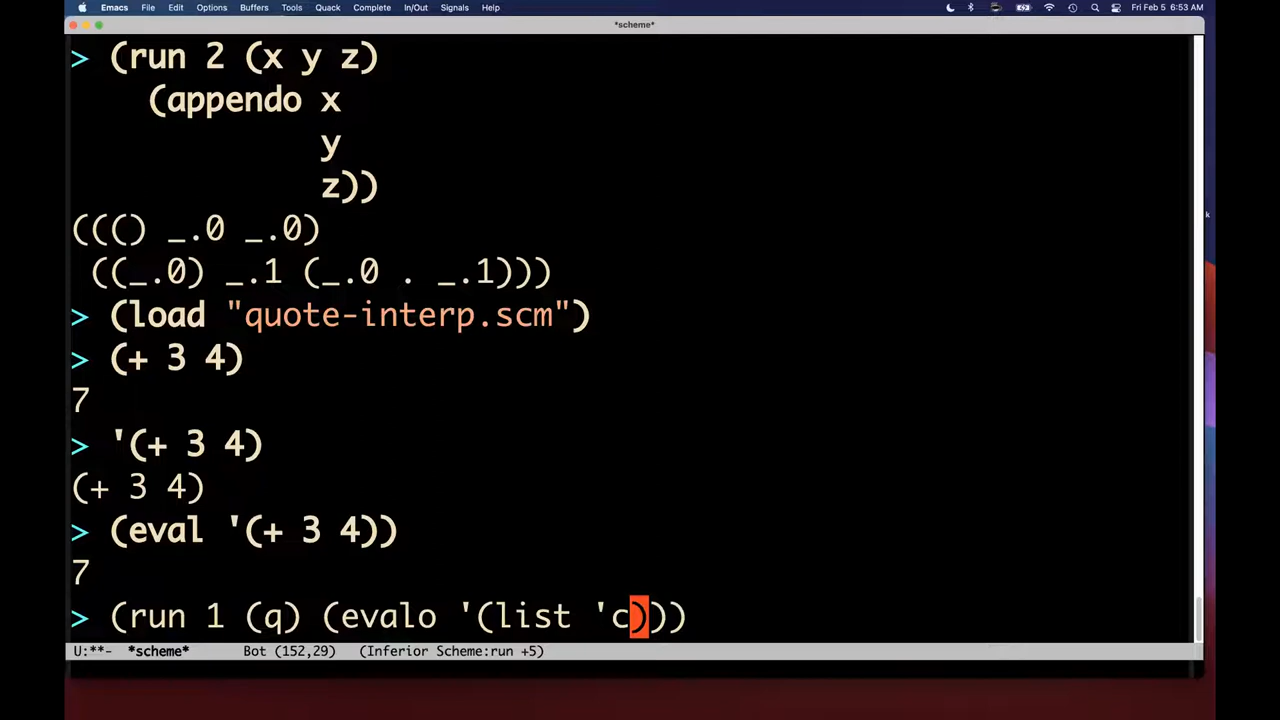 Emacs File Edit Options Buffers Tools Quack Complete In/Out Signals Help Fri Feb 5 6:53 AM
*scheme*
> (run 2 (x y z)
(appendo x
y
z))
((() _.0 _.0)
((_.0) _.1 (_.0 . _.1)))
> (load "quote-interp.scm")
> (+ 3 4)
7
> '(+ 3 4)
(+ 3 4)
> (eval '(+ 3 4))
7
> (run 1 (q) (evalo '(list 'c)))
U:**- *scheme* Bot (152,29) (Inferior Scheme:run +5)